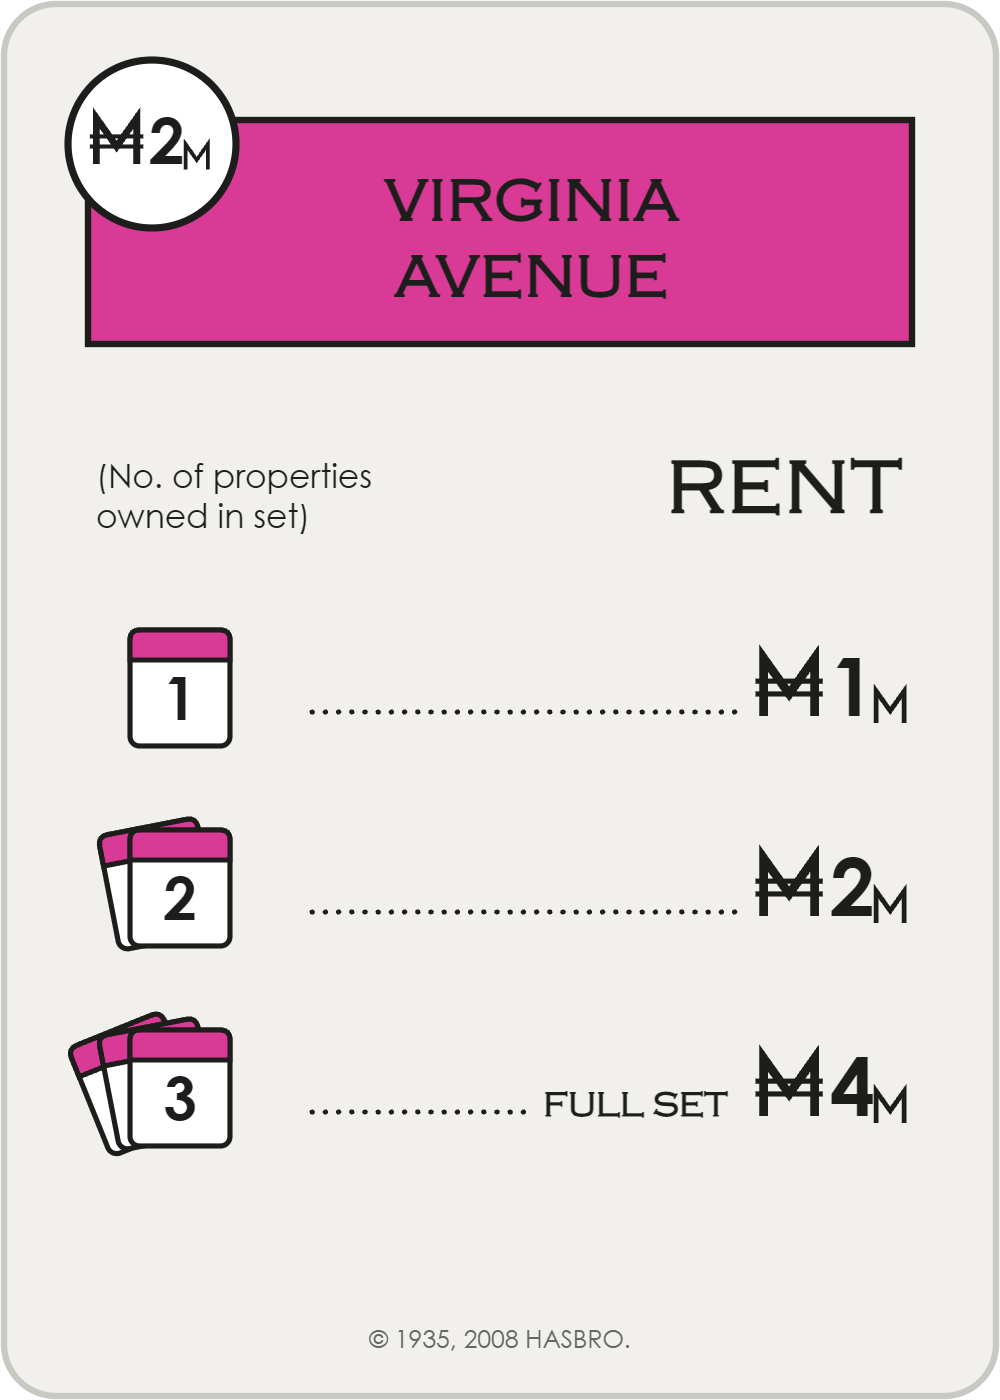 ₩2M
VIRGINIA
AVENUE
(No. of properties
owned in set)
RENT
1 ................................. M1M
2 ................................. M2M
3 ................. FULL SET M4M
© 1935, 2008 HASBRO.